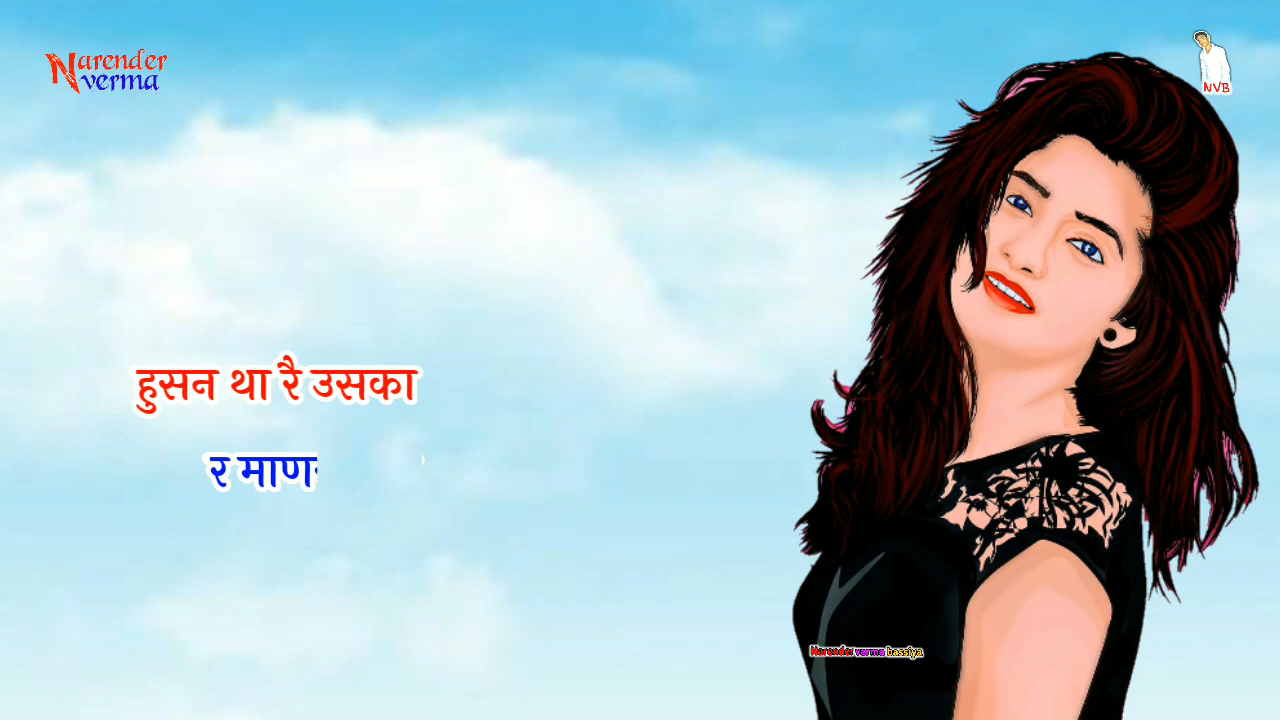 Narender
verma
NVB
हुसन था रै उसका
र
Narender verma bassiya